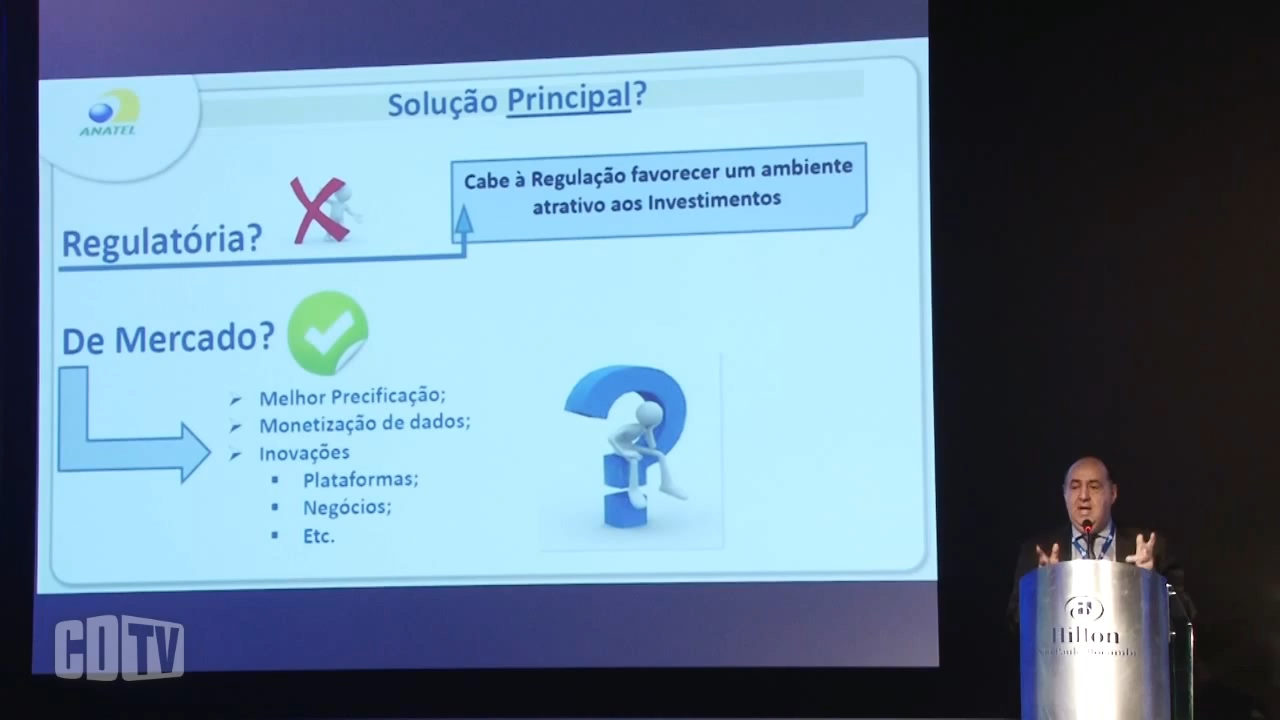 Solução Principal?
ANATEL
Cabe à Regulação favorecer um ambiente
atrativo aos Investimentos
Regulatória?
De Mercado?
Melhor Precificação;
Monetização de dados;
Inovações
Plataformas;
Negócios;
Etc.
CDTV
Hilton